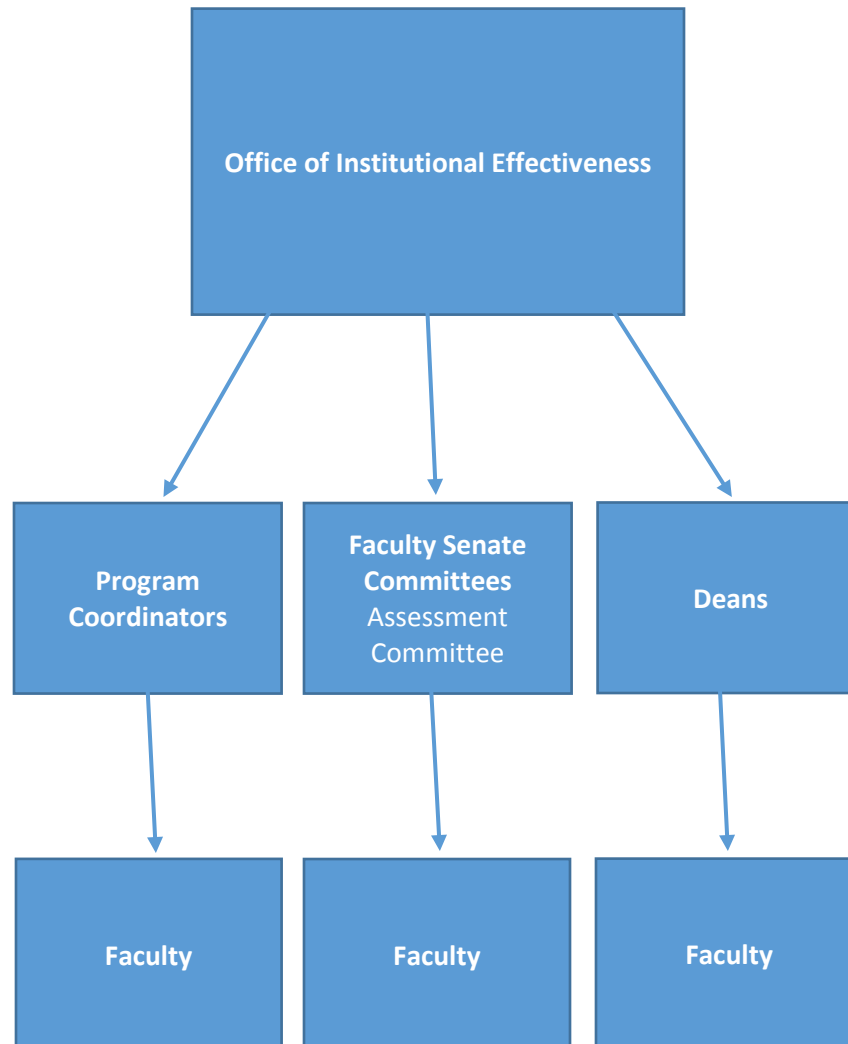 Office of Institutional Effectiveness
Program
Coordinators
Faculty Senate
Committees
Assessment
Committee
Deans
Faculty
Faculty
Faculty